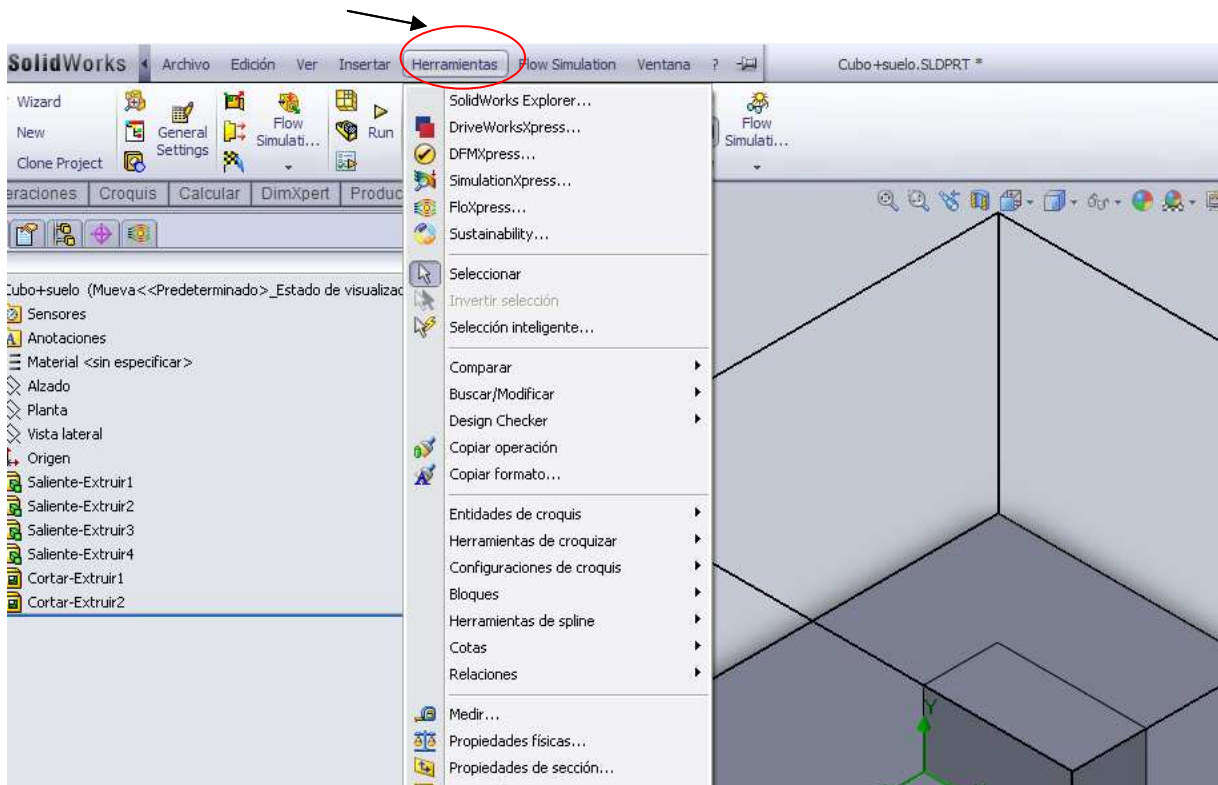 SolidWorks Archivo Edición Ver Insertar Herramientas Flow Simulation Ventana ? Cubo+suelo.SLDPRT *
Wizard
New
Clone Project
General
Settings
Flow
Simulati...
Run
Flow
Simulati...
eraciones Croquis Calcular DimXpert Produc
Cubo+suelo (Mueva<<Predeterminado>_Estado de visualizac
Sensores
Anotaciones
Material <sin especificar>
Alzado
Planta
Vista lateral
Origen
Saliente-Extruir1
Saliente-Extruir2
Saliente-Extruir3
Saliente-Extruir4
Cortar-Extruir1
Cortar-Extruir2
SolidWorks Explorer...
DriveWorksXpress...
DFMXpress...
SimulationXpress...
FloXpress...
Sustainability...
Seleccionar
Invertir selección
Selección inteligente...
Comparar
Buscar/Modificar
Design Checker
Copiar operación
Copiar formato...
Entidades de croquis
Herramientas de croquizar
Configuraciones de croquis
Bloques
Herramientas de spline
Cotas
Relaciones
Medir...
Propiedades físicas...
Propiedades de sección...
Y